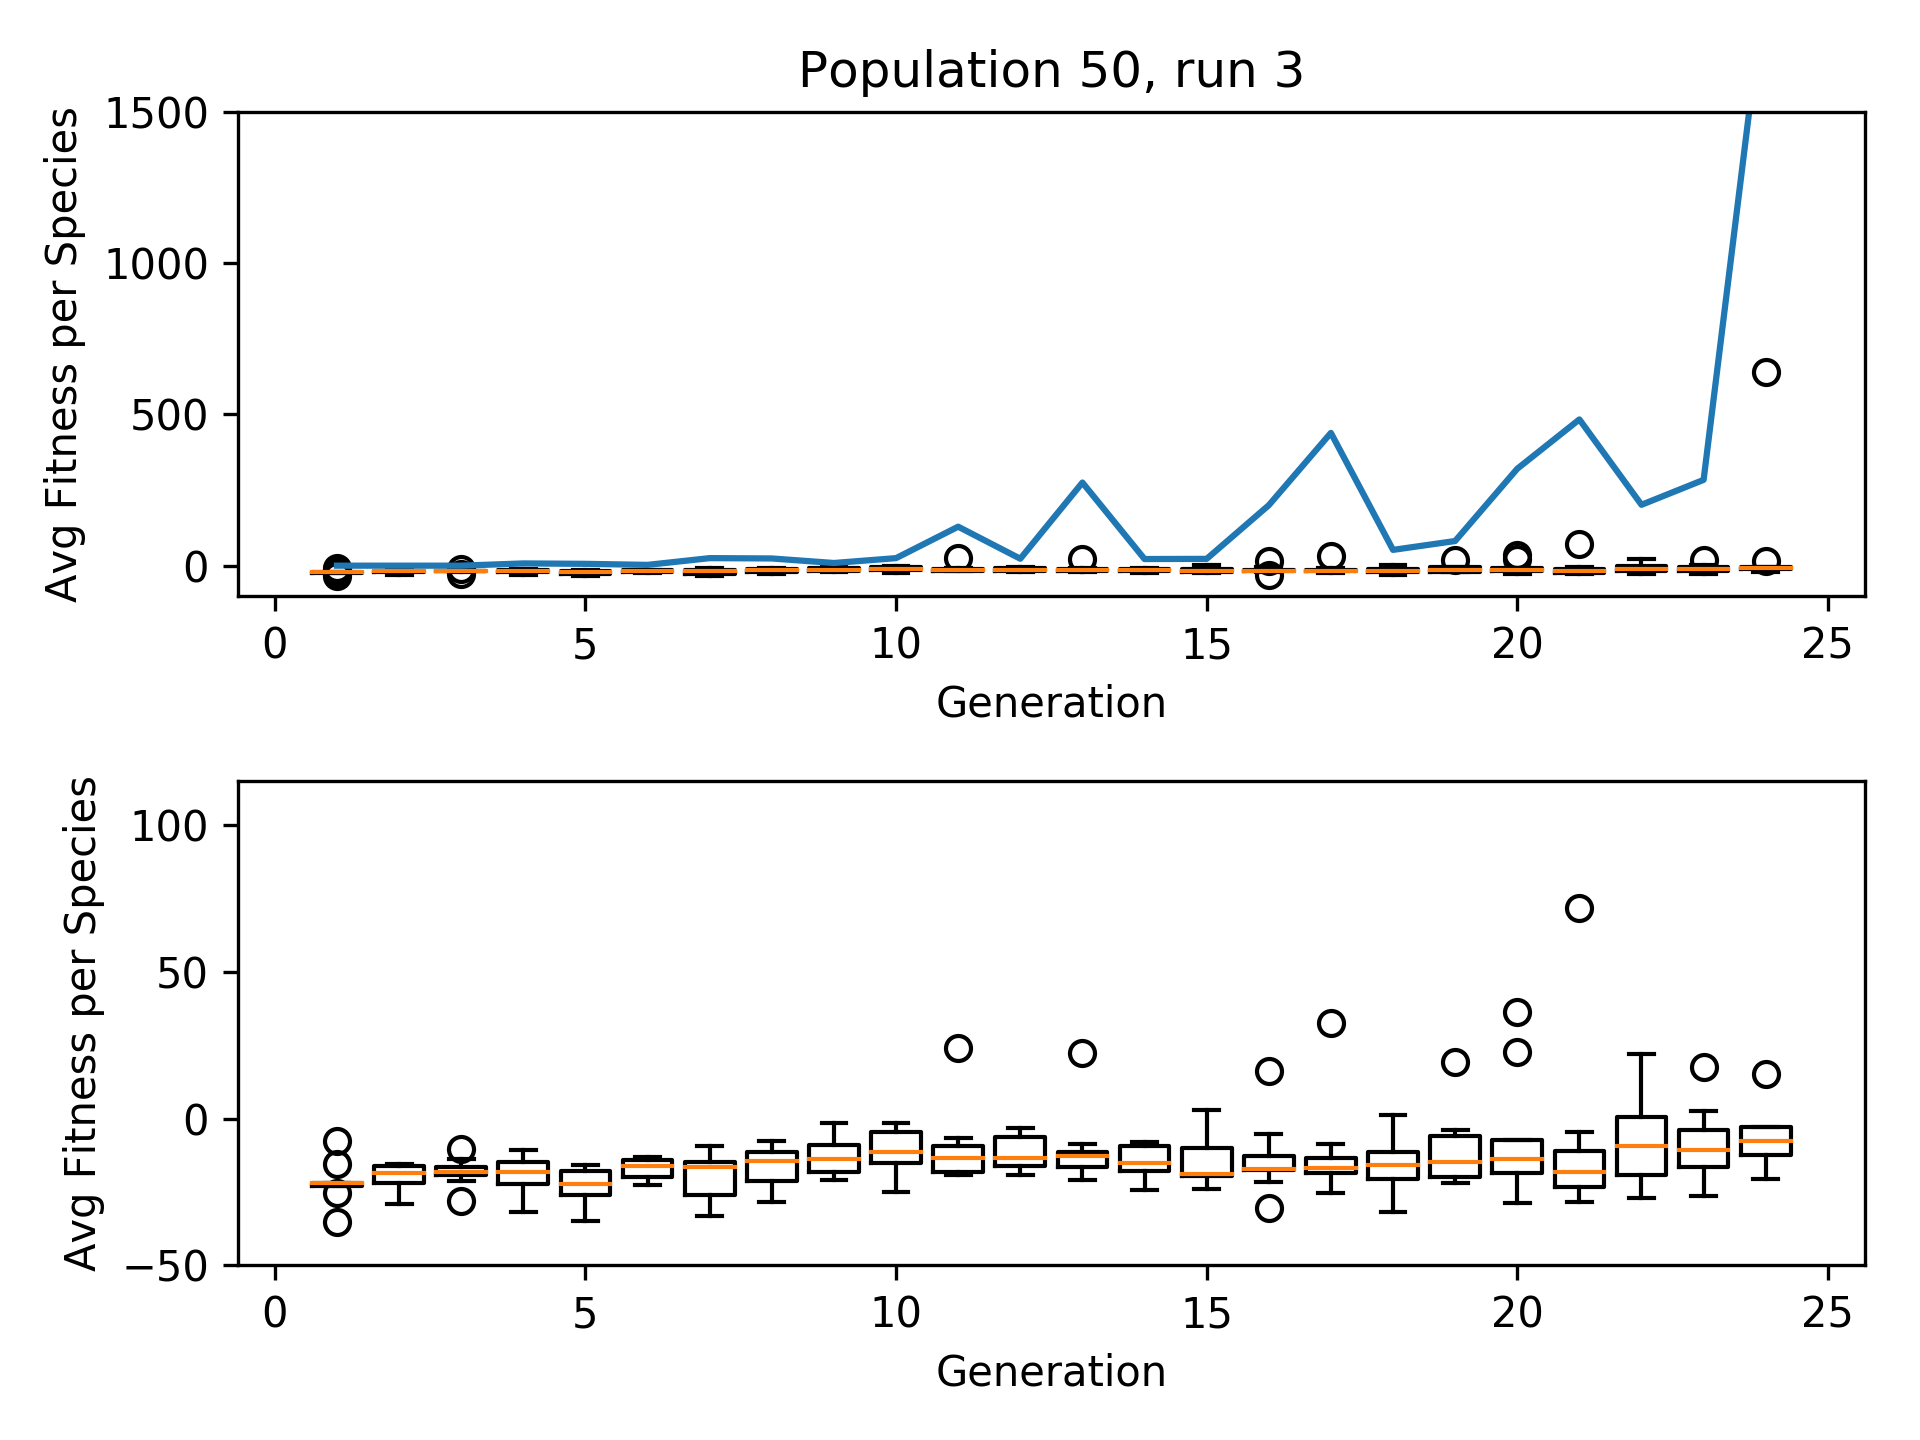 Population 50, run 3
Avg Fitness per Species
1500
1000
500
0
0 5 10 15 20 25
Generation
Avg Fitness per Species
100
50
0
−50
0 5 10 15 20 25
Generation